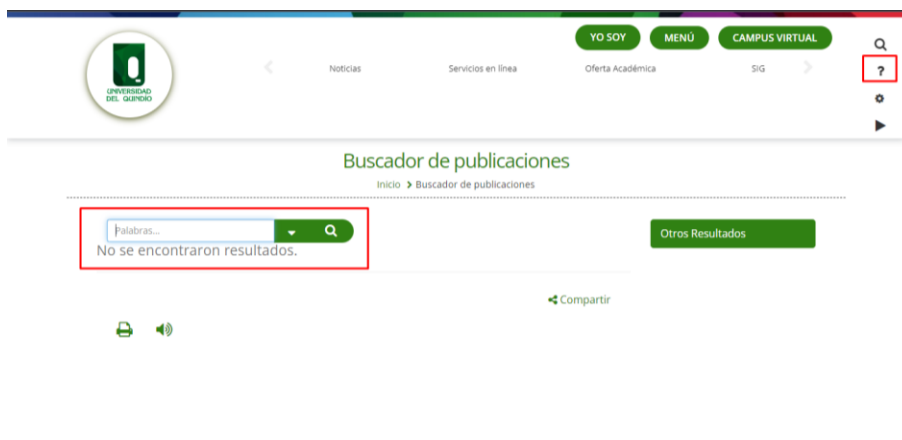 YO SOY
MENÚ
CAMPUS VIRTUAL
UNIVERSIDAD
DEL QUINDÍO
Noticias
Servicios en línea
Oferta Académica
SIG
?
Buscador de publicaciones
Inicio > Buscador de publicaciones
Palabras...
No se encontraron resultados.
Otros Resultados
Compartir